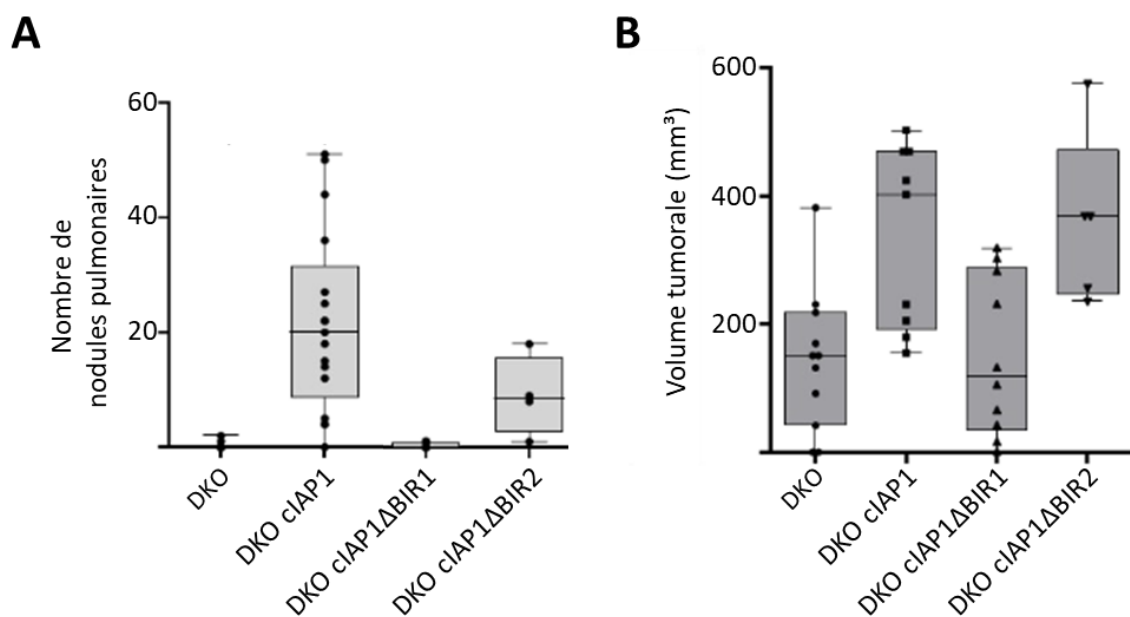 A
60
40
20
Nombre de
nodules pulmonaires
DKO
DKO cIAP1
DKO cIAP1ΔBIR1
DKO cIAP1ΔBIR2
B
600
400
200
Volume tumorale (mm³)
DKO
DKO cIAP1
DKO cIAP1ΔBIR1
DKO cIAP1ΔBIR2